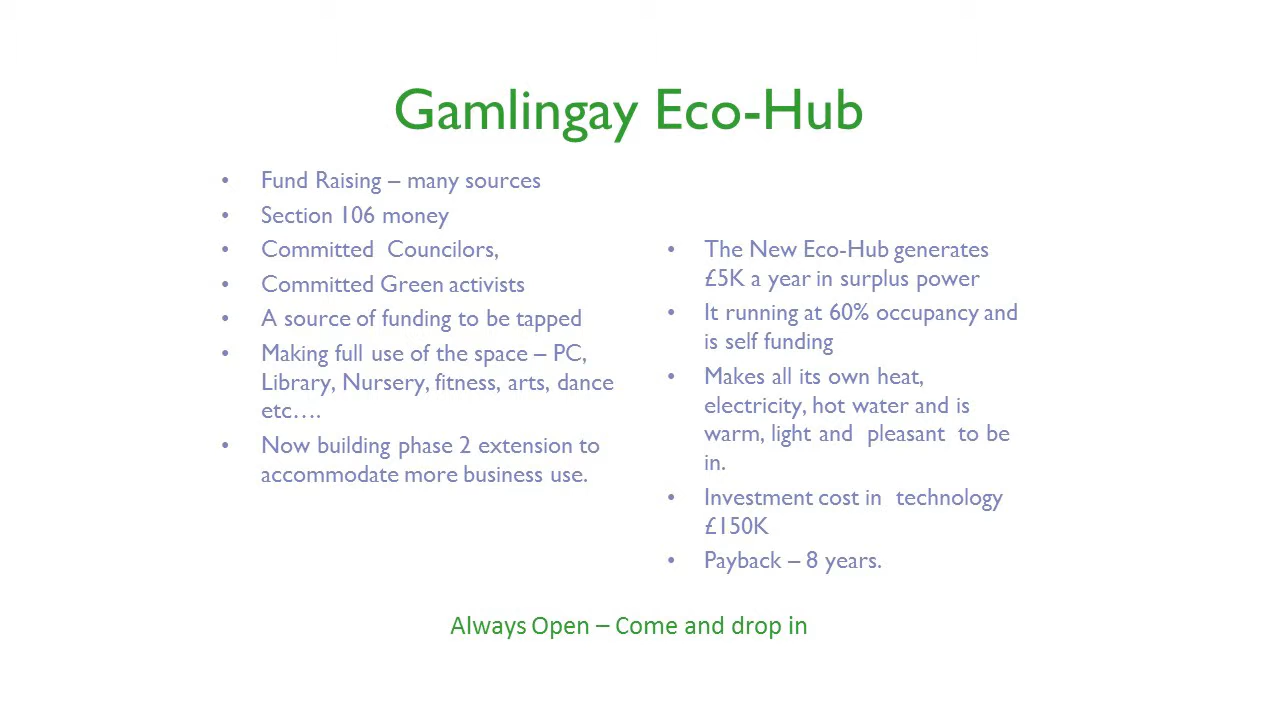 Gamlingay Eco-Hub
• Fund Raising – many sources
• Section 106 money
• Committed  Councilors,
• Committed Green activists
• A source of funding to be tapped
• Making full use of the space – PC,
Library, Nursery, fitness, arts, dance
etc….
• Now building phase 2 extension to
accommodate more business use.
• The New Eco-Hub generates
£5K a year in surplus power
• It running at 60% occupancy and
is self funding
• Makes all its own heat,
electricity, hot water and is
warm, light and  pleasant  to be
in.
• Investment cost in  technology
£150K
• Payback – 8 years.
Always Open – Come and drop in